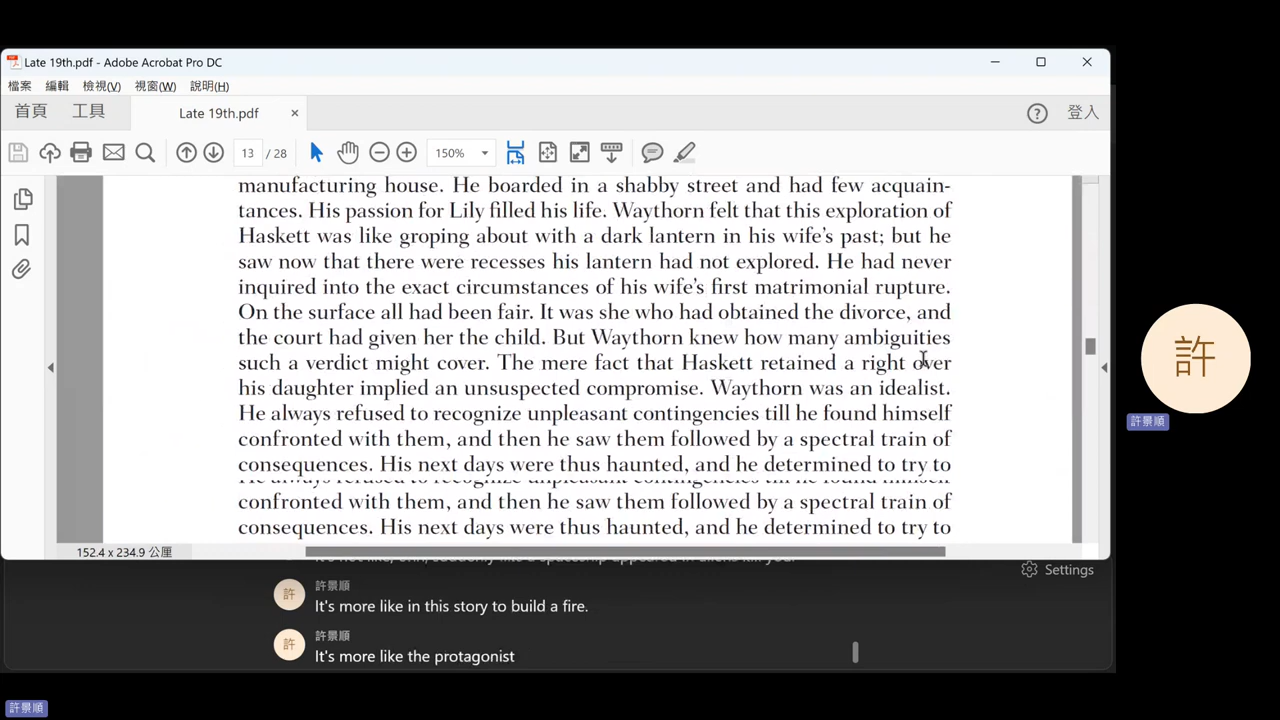 Late 19th.pdf - Adobe Acrobat Pro DC
檔案 編輯 檢視(V) 視窗(W) 說明(H)
首頁 工具 Late 19th.pdf × ? 登入
13 / 28 150%
manufacturing house. He boarded in a shabby street and had few acquain-
tances. His passion for Lily filled his life. Waythorn felt that this exploration of
Haskett was like groping about with a dark lantern in his wife's past; but he
saw now that there were recesses his lantern had not explored. He had never
inquired into the exact circumstances of his wife's first matrimonial rupture.
On the surface all had been fair. It was she who had obtained the divorce, and
the court had given her the child. But Waythorn knew how many ambiguities
such a verdict might cover. The mere fact that Haskett retained a right over
his daughter implied an unsuspected compromise. Waythorn was an idealist.
He always refused to recognize unpleasant contingencies till he found himself
confronted with them, and then he saw them followed by a spectral train of
consequences. His next days were thus haunted, and he determined to try to
He always refused to recognize unpleasant contingencies till he found himself
confronted with them, and then he saw them followed by a spectral train of
consequences. His next days were thus haunted, and he determined to try to
152.4 x 234.9 公厘
Settings
許 許景順
It's more like in this story to build a fire.
許 許景順
It's more like the protagonist
許
許景順
許景順